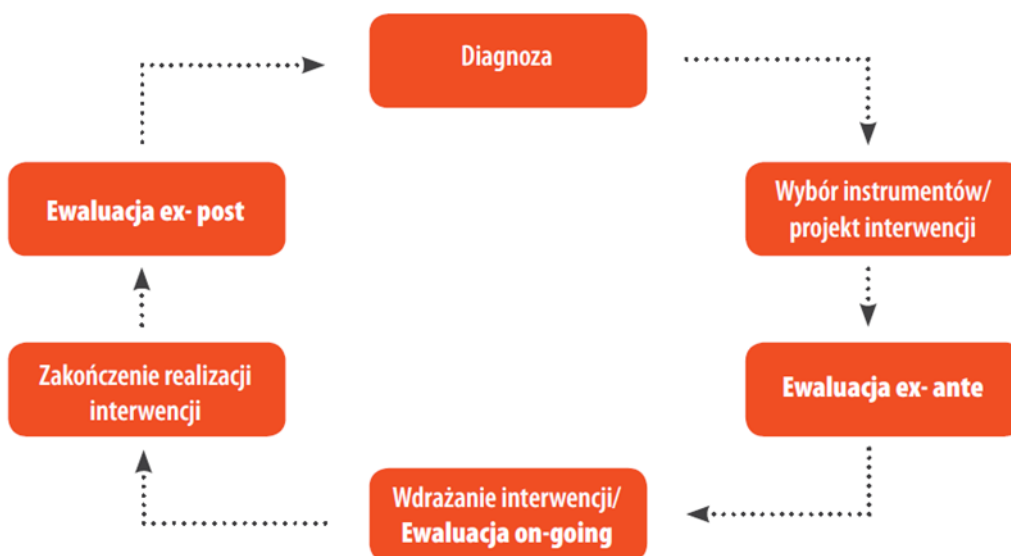 Diagnoza
Wybór instrumentów/
projekt interwencji
Ewaluacja ex- ante
Wdrażanie interwencji/
Ewaluacja on-going
Zakończenie realizacji
interwencji
Ewaluacja ex- post